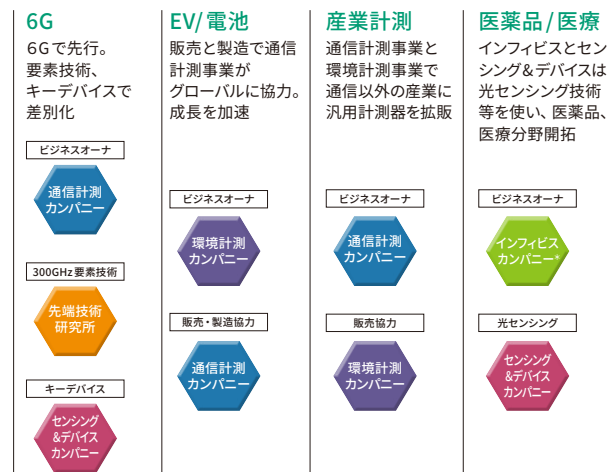 6G
6Gで先行。
要素技術、
キーデバイスで
差別化
ビジネスオーナ
通信計測
カンパニー
300GHz要素技術
先端技術
研究所
キーデバイス
センシング
&デバイス
カンパニー
EV/電池
販売と製造で通信
計測事業が
グローバルに協力。
成長を加速
ビジネスオーナ
環境計測
カンパニー
販売・製造協力
通信計測
カンパニー
産業計測
通信計測事業と
環境計測事業で
通信以外の産業に
汎用計測器を拡販
ビジネスオーナ
通信計測
カンパニー
販売協力
環境計測
カンパニー
医薬品/医療
インフィビスとセン
シング&デバイスは
光センシング技術
等を使い、医薬品、
医療分野開拓
ビジネスオーナ
インフィビス
カンパニー*
光センシング
センシング
&デバイス
カンパニー